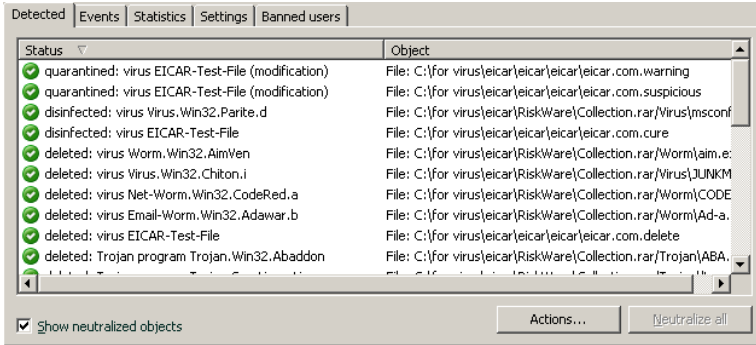 Detected Events Statistics Settings Banned users
Status Object
quarantined: virus EICAR-Test-File (modification) File: C:\for virus\eicar\eicar\eicar\eicar.com.warning
quarantined: virus EICAR-Test-File (modification) File: C:\for virus\eicar\eicar\eicar\eicar.com.suspicious
disinfected: virus Virus.Win32.Parite.d File: C:\for virus\eicar\RiskWare\Collection.rar/Virus\msconf
disinfected: virus EICAR-Test-File File: C:\for virus\eicar\eicar\eicar\eicar.com.cure
deleted: virus Worm.Win32.AimVen File: C:\for virus\eicar\RiskWare\Collection.rar/Worm\aim.e
deleted: virus Virus.Win32.Chiton.i File: C:\for virus\eicar\RiskWare\Collection.rar/Virus\JUNKM
deleted: virus Net-Worm.Win32.CodeRed.a File: C:\for virus\eicar\RiskWare\Collection.rar/Worm\CODE
deleted: virus Email-Worm.Win32.Adawar.b File: C:\for virus\eicar\RiskWare\Collection.rar/Worm\Ad-a.
deleted: virus EICAR-Test-File File: C:\for virus\eicar\eicar\eicar\eicar.com.delete
deleted: Trojan program Trojan.Win32.Abaddon File: C:\for virus\eicar\RiskWare\Collection.rar/Trojan\ABA.
Show neutralized objects Actions... Neutralize all